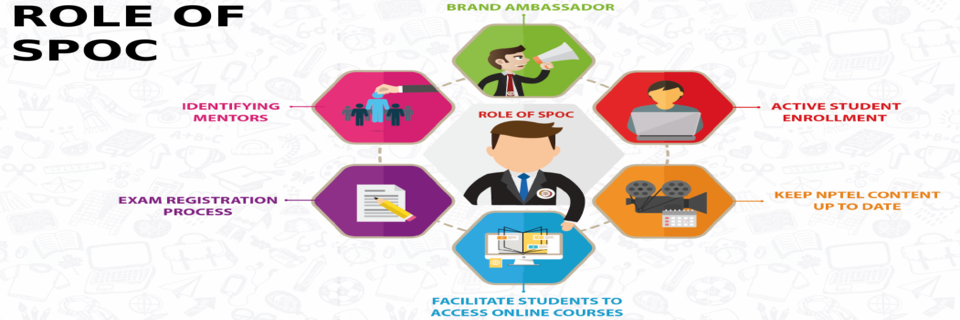 ROLE OF
SPOC
BRAND AMBASSADOR
IDENTIFYING
MENTORS
ROLE OF SPOC
ACTIVE STUDENT
ENROLLMENT
EXAM REGISTRATION
PROCESS
KEEP NPTEL CONTENT
UP TO DATE
FACILITATE STUDENTS TO
ACCESS ONLINE COURSES